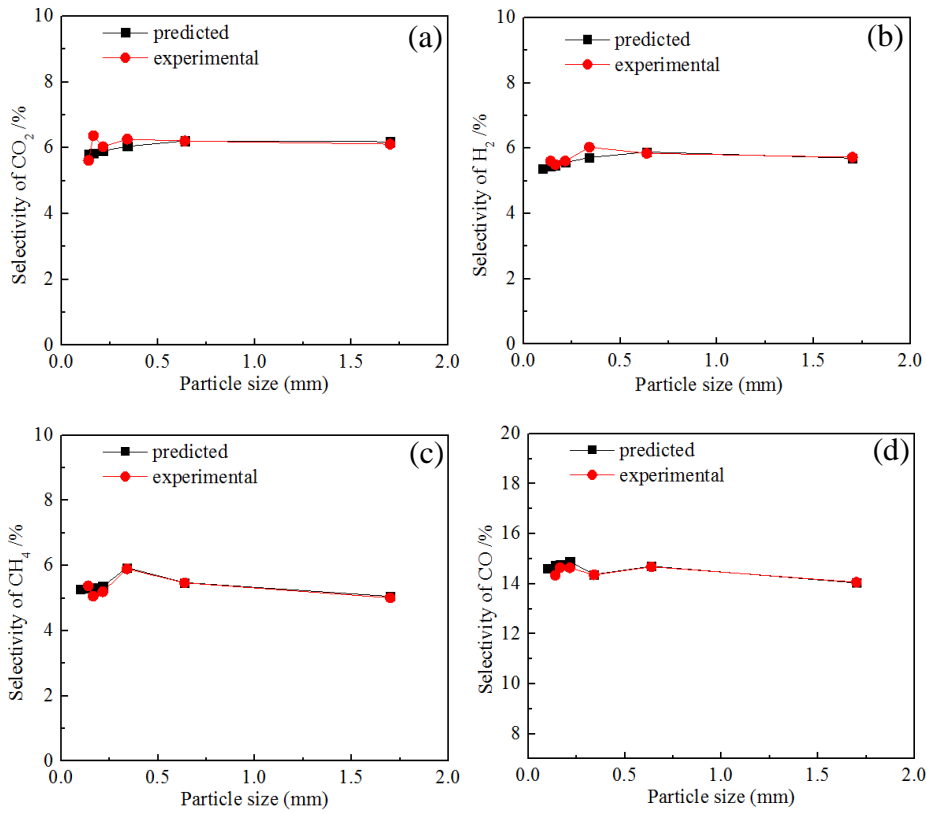 10
8
6
4
2
0
Selectivity of CO₂ /%
predicted
experimental
(a)
0.0 0.5 1.0 1.5 2.0
Particle size (mm)
10
8
6
4
2
0
Selectivity of H₂ /%
predicted
experimental
(b)
0.0 0.5 1.0 1.5 2.0
Particle size (mm)
10
8
6
4
2
0
Selectivity of CH₄ /%
predicted
experimental
(c)
0.0 0.5 1.0 1.5 2.0
Particle size (mm)
20
18
16
14
12
10
8
Selectivity of CO /%
predicted
experimental
(d)
0.0 0.5 1.0 1.5 2.0
Particle size (mm)